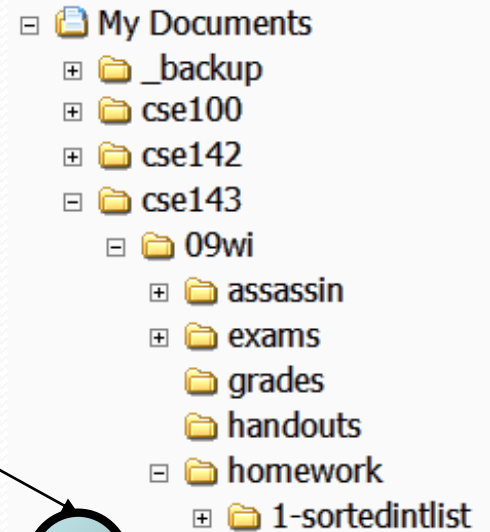 My Documents
_backup
cse100
cse142
cse143
09wi
assassin
exams
grades
handouts
homework
1-sortedintlist